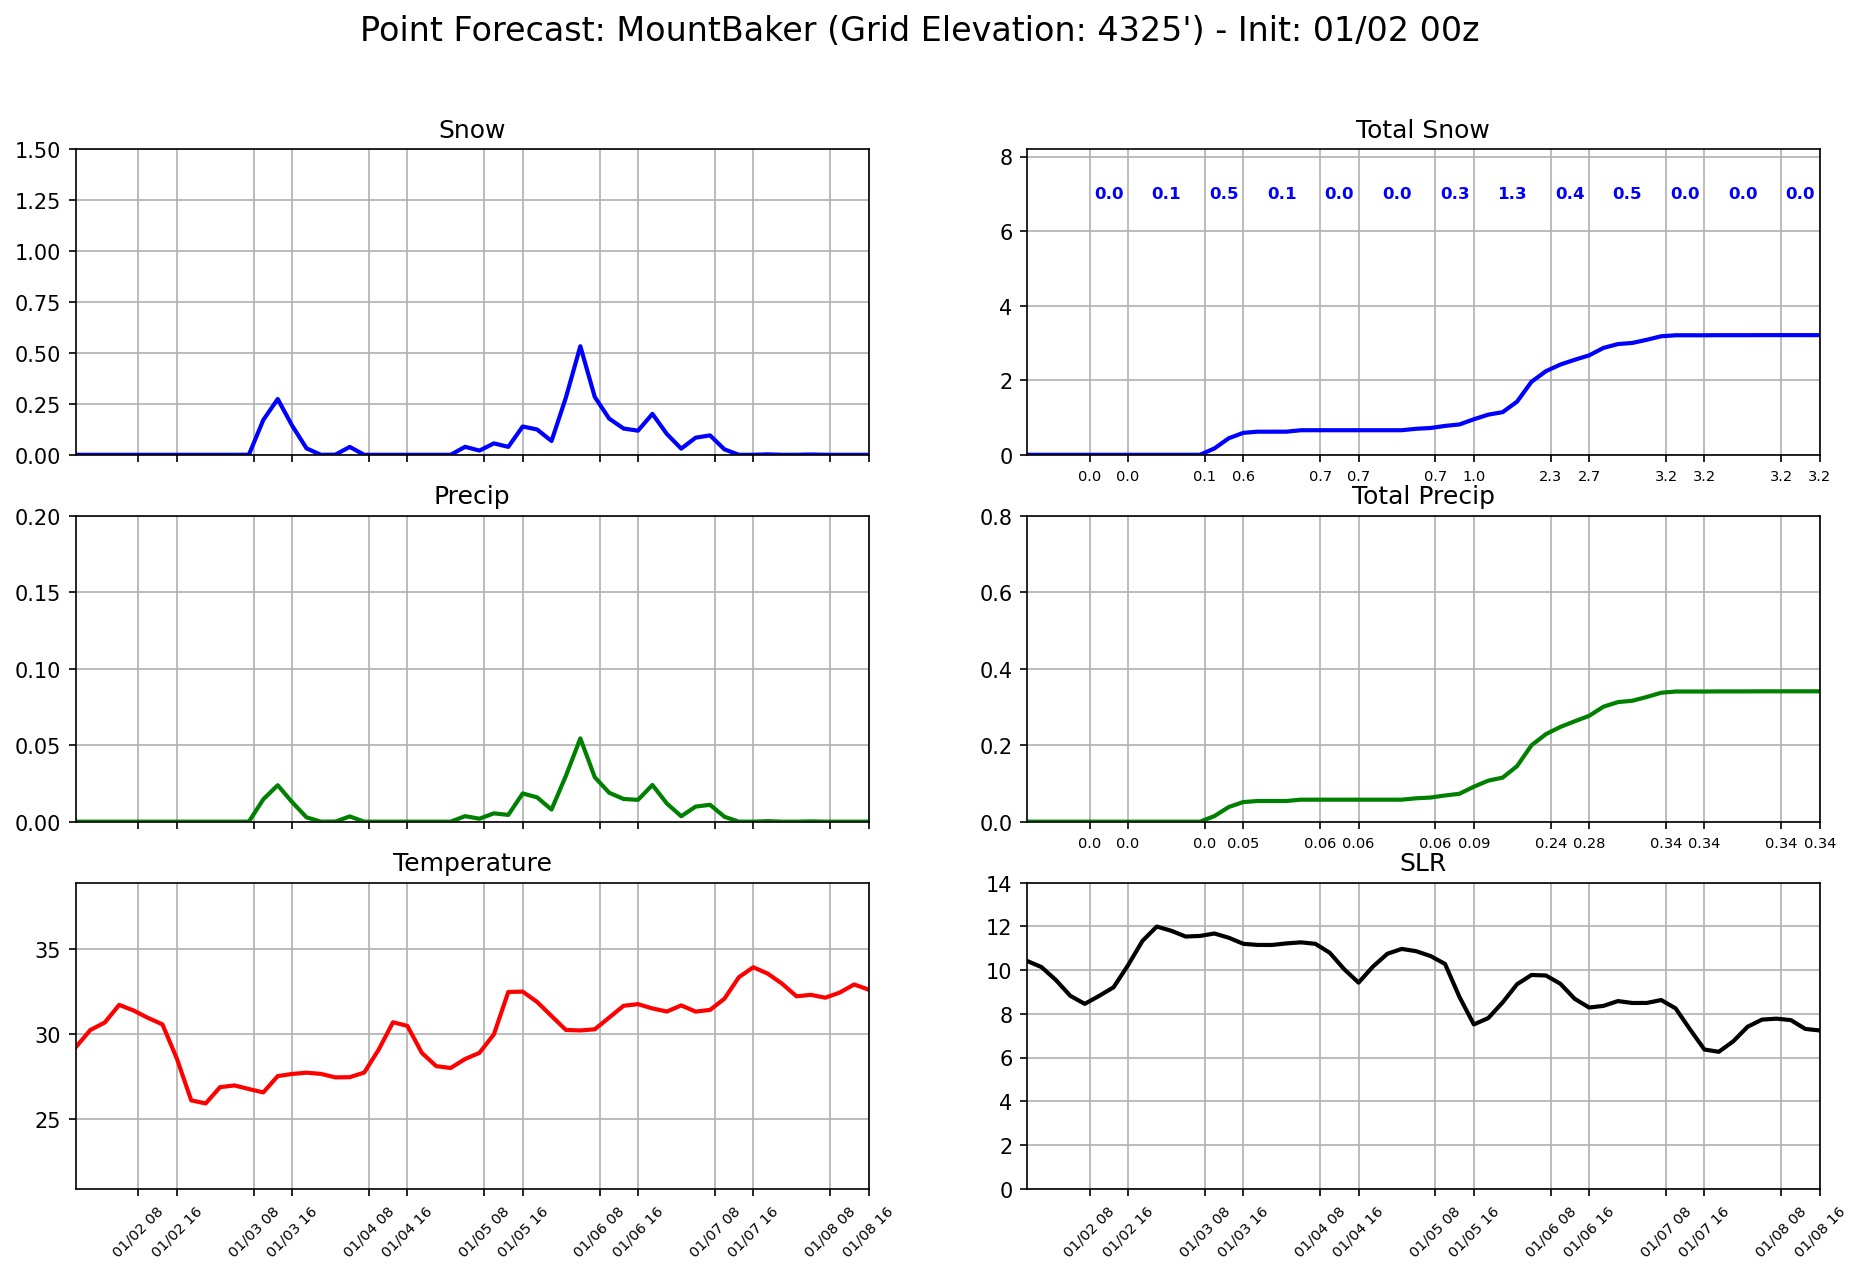 Point Forecast: MountBaker (Grid Elevation: 4325') - Init: 01/02 00z
Snow
1.50
1.25
1.00
0.75
0.50
0.25
0.00
Total Snow
8
6
4
2
0
0.0 0.1 0.5 0.1 0.0 0.0 0.3 1.3 0.4 0.5 0.0 0.0 0.0
0.0 0.0 0.1 0.6 0.7 0.7 0.7 1.0 2.3 2.7 3.2 3.2 3.2 3.2
Precip
0.20
0.15
0.10
0.05
0.00
Total Precip
0.8
0.6
0.4
0.2
0.0
0.0 0.0 0.0 0.05 0.06 0.06 0.06 0.09 0.24 0.28 0.34 0.34 0.34 0.34
Temperature
35
30
25
01/02 08 01/02 16 01/03 08 01/03 16 01/04 08 01/04 16 01/05 08 01/05 16 01/06 08 01/06 16 01/07 08 01/07 16 01/08 08 01/08 16
SLR
14
12
10
8
6
4
2
0
01/02 08 01/02 16 01/03 08 01/03 16 01/04 08 01/04 16 01/05 08 01/05 16 01/06 08 01/06 16 01/07 08 01/07 16 01/08 08 01/08 16